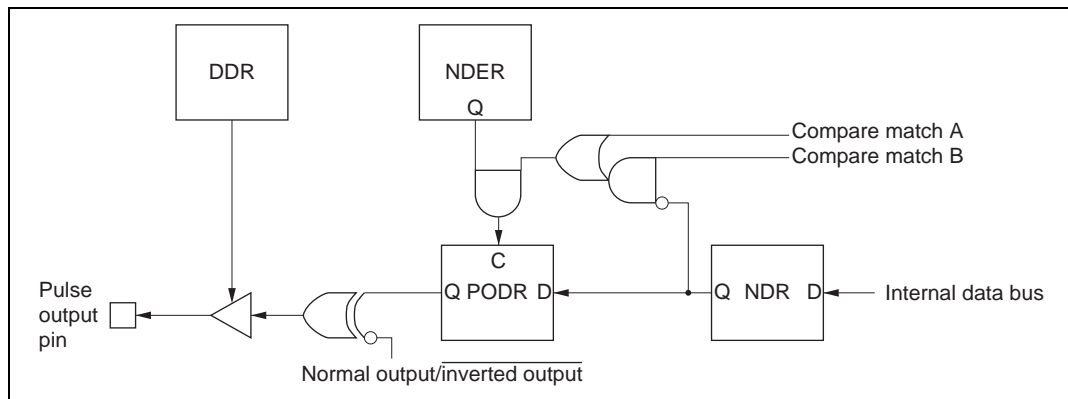 DDR
NDER
Q
Compare match A
Compare match B
C
Q PODR D
Q NDR D
Internal data bus
Pulse
output
pin
Normal output/inverted output